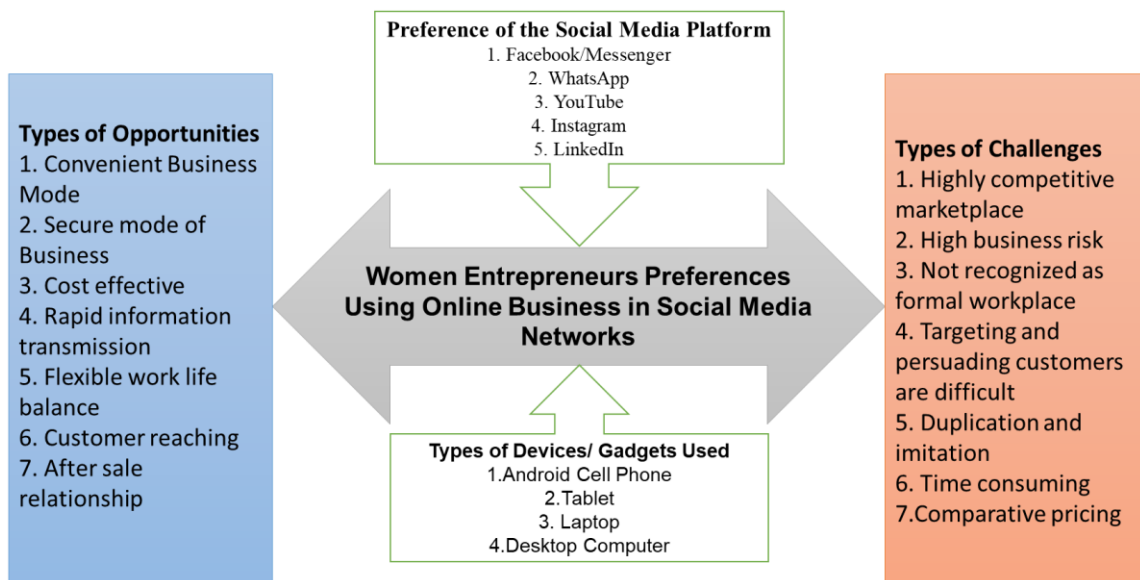 Preference of the Social Media Platform
1. Facebook/Messenger
2. WhatsApp
3. YouTube
4. Instagram
5. LinkedIn
Types of Opportunities
1. Convenient Business
Mode
2. Secure mode of
Business
3. Cost effective
4. Rapid information
transmission
5. Flexible work life
balance
6. Customer reaching
7. After sale
relationship
Women Entrepreneurs Preferences
Using Online Business in Social Media
Networks
Types of Challenges
1. Highly competitive
marketplace
2. High business risk
3. Not recognized as
formal workplace
4. Targeting and
persuading customers
are difficult
5. Duplication and
imitation
6. Time consuming
7.Comparative pricing
Types of Devices/ Gadgets Used
1.Android Cell Phone
2.Tablet
3. Laptop
4.Desktop Computer